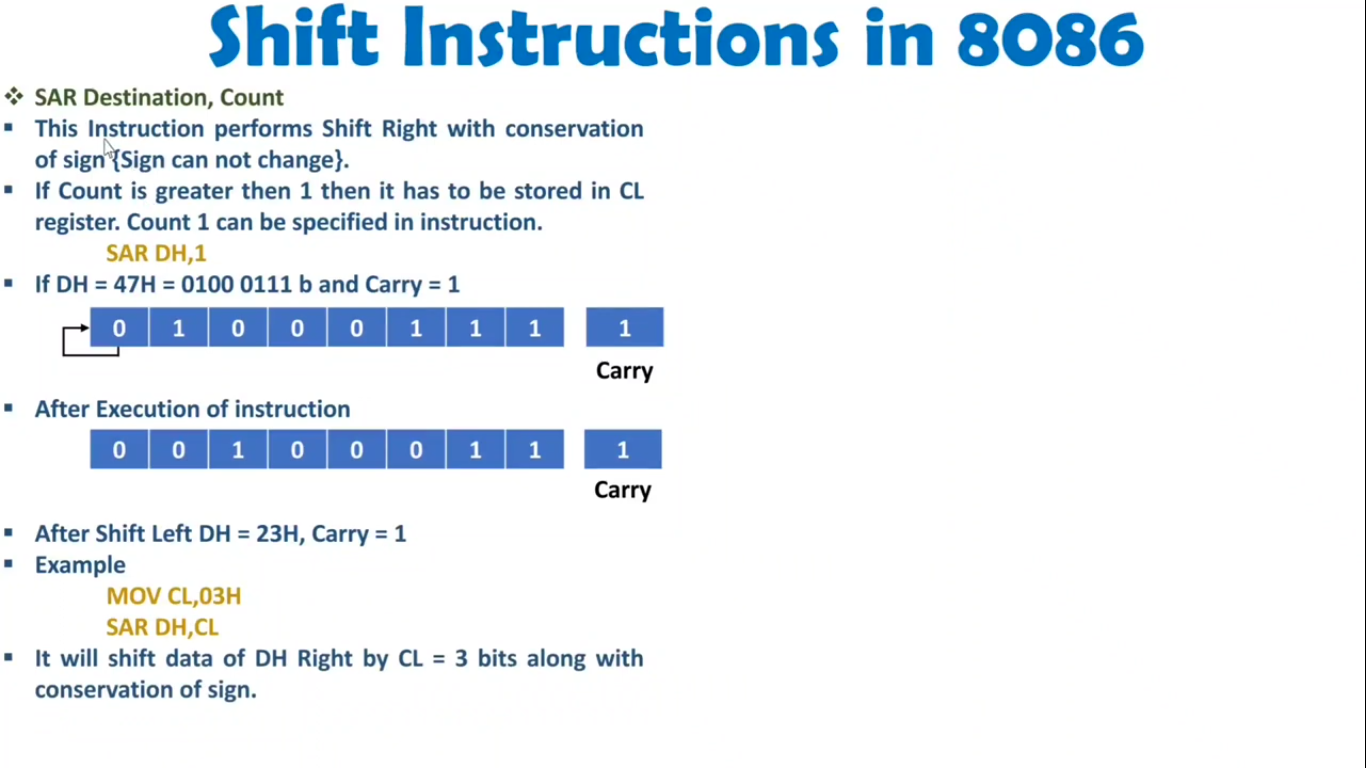 Shift Instructions in 8086
❖ SAR Destination, Count
▪ This Instruction performs Shift Right with conservation
of sign {Sign can not change}.
▪ If Count is greater then 1 then it has to be stored in CL
register. Count 1 can be specified in instruction.
SAR DH,1
▪ If DH = 47H = 0100 0111 b and Carry = 1
0 1 0 0 0 1 1 1 1
Carry
▪ After Execution of instruction
0 0 1 0 0 0 1 1 1
Carry
▪ After Shift Left DH = 23H, Carry = 1
▪ Example
MOV CL,03H
SAR DH,CL
▪ It will shift data of DH Right by CL = 3 bits along with
conservation of sign.